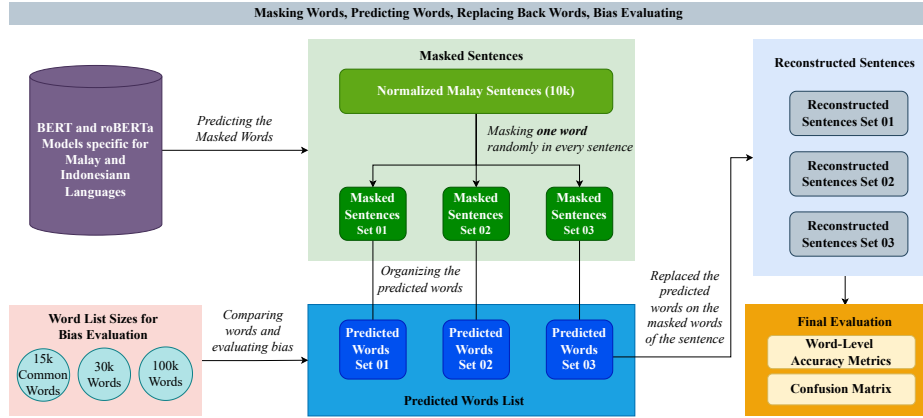 Masking Words, Predicting Words, Replacing Back Words, Bias Evaluating
BERT and roBERTa
Models specific for
Malay and
Indonesiann
Languages
Predicting the
Masked Words
Masked Sentences
Normalized Malay Sentences (10k)
Masking one word
randomly in every sentence
Masked
Sentences
Set 01
Masked
Sentences
Set 02
Masked
Sentences
Set 03
Organizing the
predicted words
Word List Sizes for
Bias Evaluation
15k
Common
Words
30k
Words
100k
Words
Comparing
words and
evaluating bias
Predicted
Words
Set 01
Predicted
Words
Set 02
Predicted
Words
Set 03
Predicted Words List
Replaced the
predicted
words on the
masked words
of the sentence
Reconstructed Sentences
Reconstructed
Sentences Set 01
Reconstructed
Sentences Set 02
Reconstructed
Sentences Set 03
Final Evaluation
Word-Level
Accuracy Metrics
Confusion Matrix